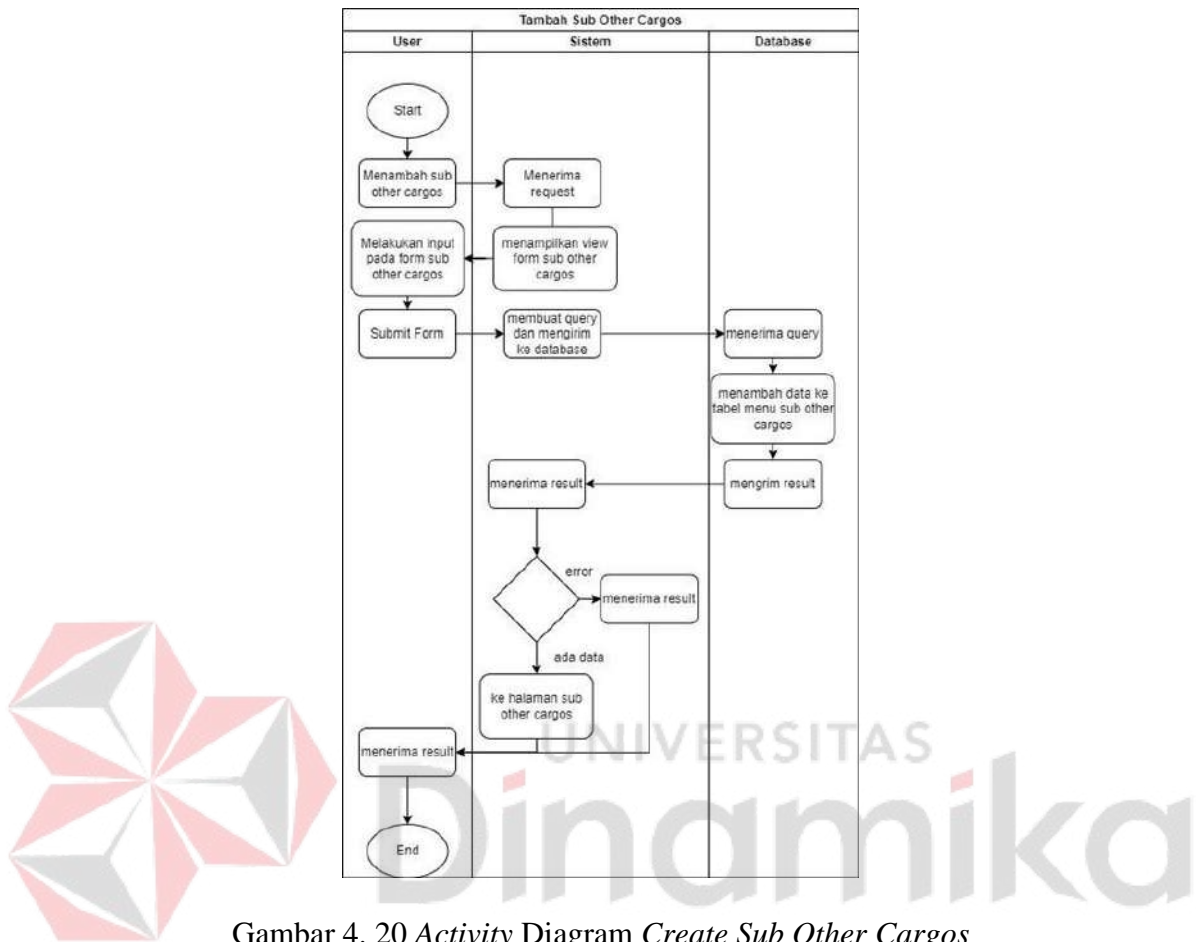 Tambah Sub Other Cargos
User
Sistem
Database
Start
Menambah sub
other cargos
Menerima
request
Melakukan input
pada form sub
other cargos
menampilkan view
form sub other
cargos
Submit Form
membuat query
dan mengirim
ke database
menerima query
menambah data ke
tabel menu sub other
cargos
menerima result
mengrim result
error
menerima result
ada data
ke halaman sub
other cargos
menerima result
End
UNIVERSITAS
Dinamika
Gambar 4. 20 Activity Diagram Create Sub Other Cargos